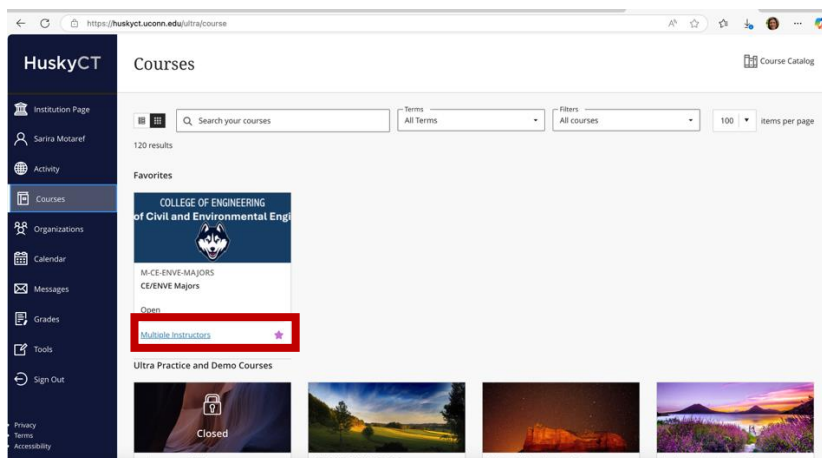 https://huskyct.uconn.edu/ultra/course
HuskyCT
Institution Page
Sarira Motaref
Activity
Courses
Organizations
Calendar
Messages
Grades
Tools
Sign Out
Privacy
Terms
Accessibility
Courses
Course Catalog
Search your courses
Terms
All Terms
Filters
All courses
100
items per page
120 results
Favorites
COLLEGE OF ENGINEERING
of Civil and Environmental Engi
M-CE-ENVE-MAJORS
CE/ENVE Majors
Open
Multiple Instructors
Ultra Practice and Demo Courses
Closed